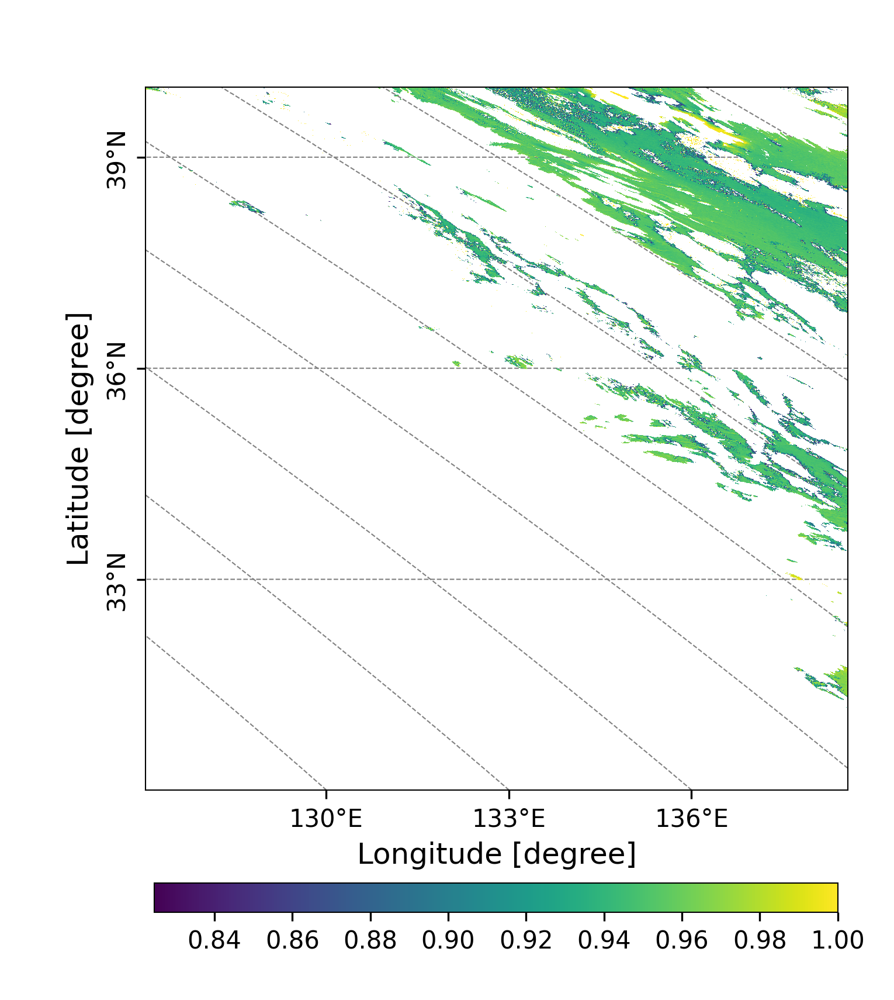 39°N
36°N
33°N
Latitude [degree]
130°E 133°E 136°E
Longitude [degree]
0.84 0.86 0.88 0.90 0.92 0.94 0.96 0.98 1.00